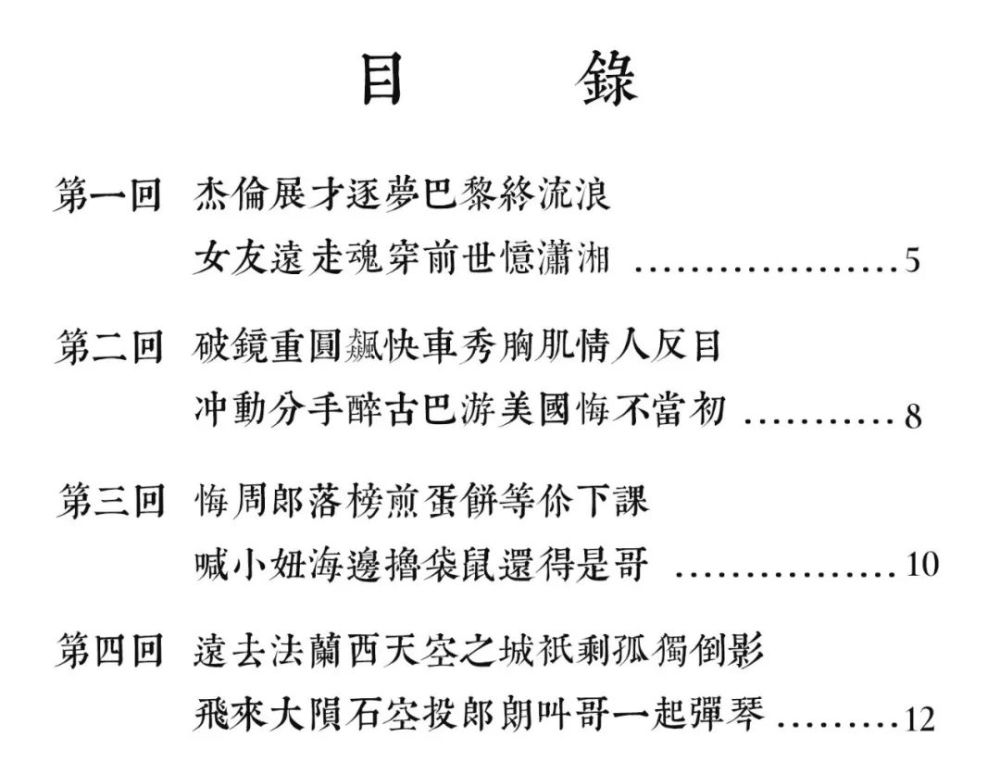 目 錄
第一回 杰倫展才逐夢巴黎終流浪
女友遠走魂穿前世憶瀟湘 ................... 5
第二回 破鏡重圓飆快車秀胸肌情人反目
冲動分手醉古巴游美國悔不當初 ........... 8
第三回 悔周郎落榜煎蛋餅等你下課
喊小妞海邊擼袋鼠還得是哥 ................ 10
第四回 遠去法蘭西天空之城衹剩孤獨倒影
飛來大隕石空投郎朗叫哥一起彈琴 ......... 12